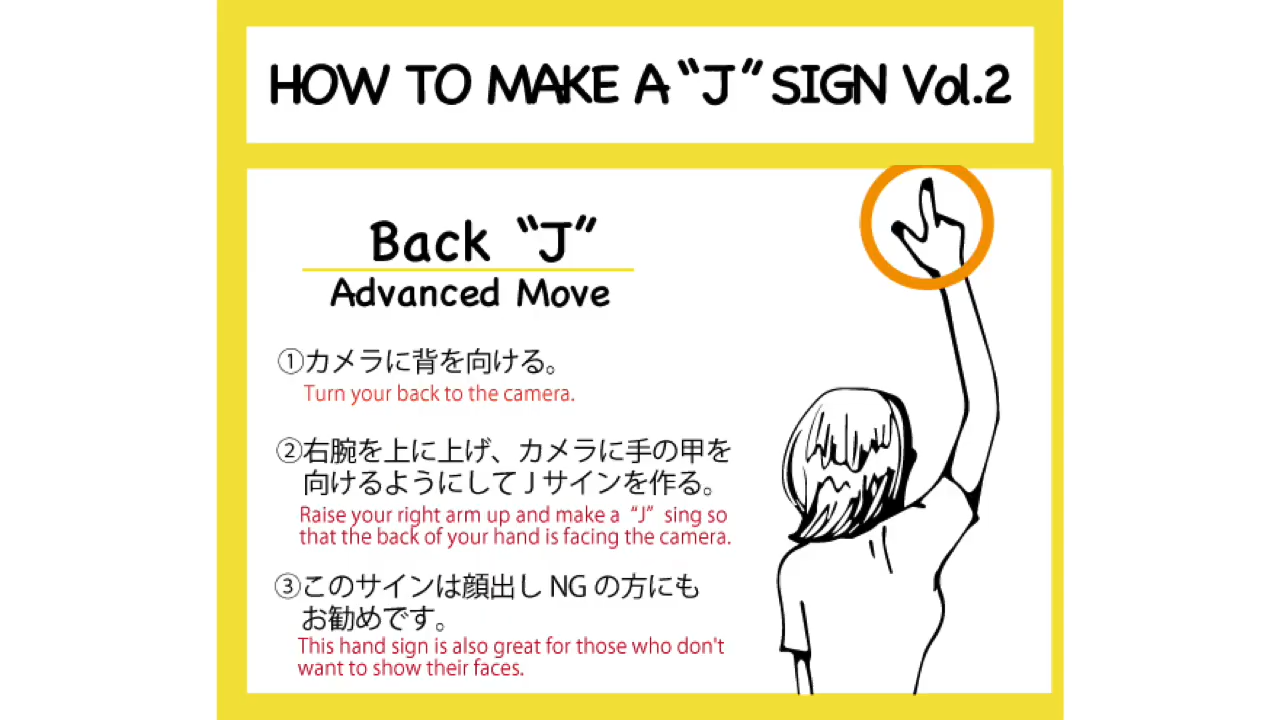 HOW TO MAKE A “J” SIGN Vol.2
Back “J”
Advanced Move
①カメラに背を向ける。
Turn your back to the camera.
②右腕を上に上げ、カメラに手の甲を
向けるようにしてJサインを作る。
Raise your right arm up and make a “J” sing so
that the back of your hand is facing the camera.
③このサインは顔出しNGの方にも
お勧めです。
This hand sign is also great for those who don't
want to show their faces.